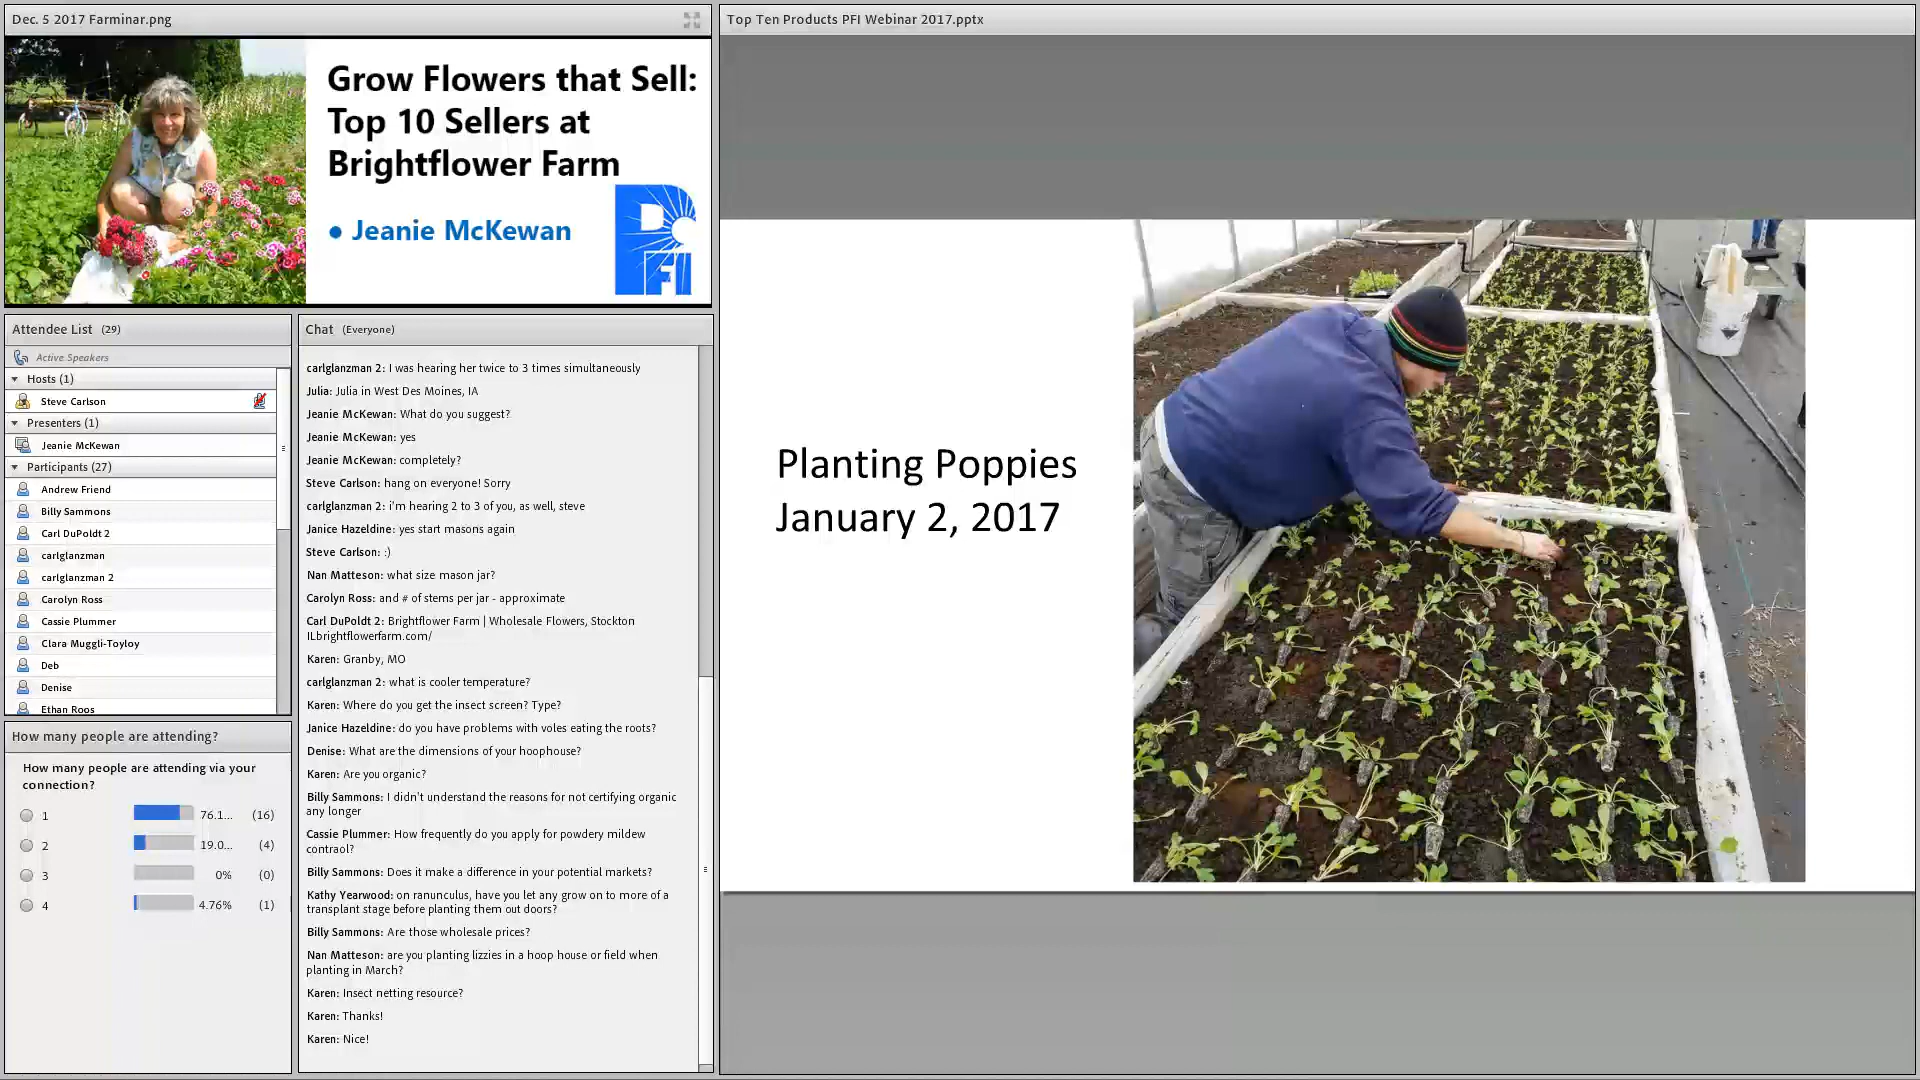 Dec. 5 2017 Farminar.png
Grow Flowers that Sell:
Top 10 Sellers at
Brightflower Farm
• Jeanie McKewan
PFI
Attendee List (29)
Active Speakers
Hosts (1)
Steve Carlson
Presenters (1)
Jeanie McKewan
Participants (27)
Andrew Friend
Billy Sammons
Carl DuPoldt 2
carlglanzman
carlglanzman 2
Carolyn Ross
Cassie Plummer
Clara Muggli-Toyloy
Deb
Denise
Ethan Roos
How many people are attending?
How many people are attending via your
connection?
1 76.1... (16)
2 19.0... (4)
3 0% (0)
4 4.76% (1)
Chat (Everyone)
carlglanzman 2: I was hearing her twice to 3 times simultaneously
Julia: Julia in West Des Moines, IA
Jeanie McKewan: What do you suggest?
Jeanie McKewan: yes
Jeanie McKewan: completely?
Steve Carlson: hang on everyone! Sorry
carlglanzman 2: i'm hearing 2 to 3 of you, as well, steve
Janice Hazeldine: yes start masons again
Steve Carlson: :)
Nan Matteson: what size mason jar?
Carolyn Ross: and # of stems per jar - approximate
Carl DuPoldt 2: Brightflower Farm | Wholesale Flowers, Stockton
ILbrightflowerfarm.com/
Karen: Granby, MO
carlglanzman 2: what is cooler temperature?
Karen: Where do you get the insect screen? Type?
Janice Hazeldine: do you have problems with voles eating the roots?
Denise: What are the dimensions of your hoophouse?
Karen: Are you organic?
Billy Sammons: I didn't understand the reasons for not certifying organic
any longer
Cassie Plummer: How frequently do you apply for powdery mildew
contraol?
Billy Sammons: Does it make a difference in your potential markets?
Kathy Yearwood: on ranunculus, have you let any grow on to more of a
transplant stage before planting them out doors?
Billy Sammons: Are those wholesale prices?
Nan Matteson: are you planting lizzies in a hoop house or field when
planting in March?
Karen: Insect netting resource?
Karen: Thanks!
Karen: Nice!
Top Ten Products PFI Webinar 2017.pptx
Planting Poppies
January 2, 2017